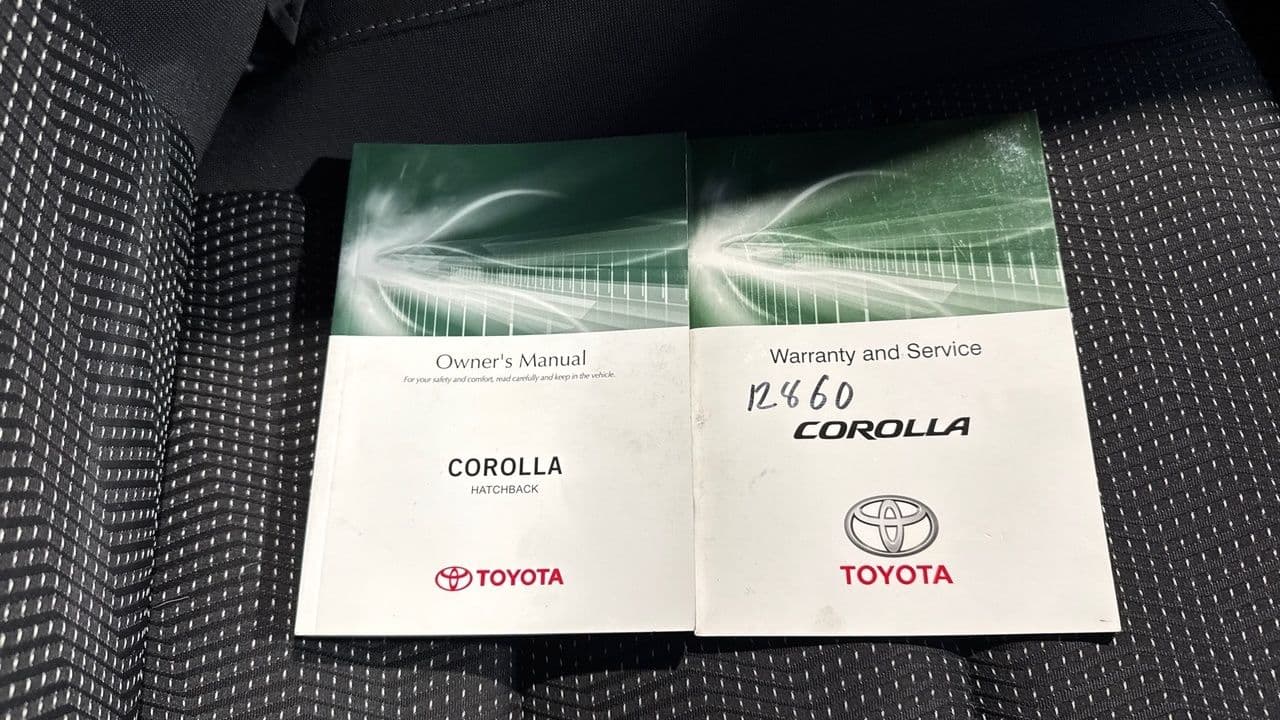 Owner's Manual
For your safety and comfort, read carefully and keep in the vehicle.
COROLLA
HATCHBACK
TOYOTA
Warranty and Service
12860
COROLLA
TOYOTA